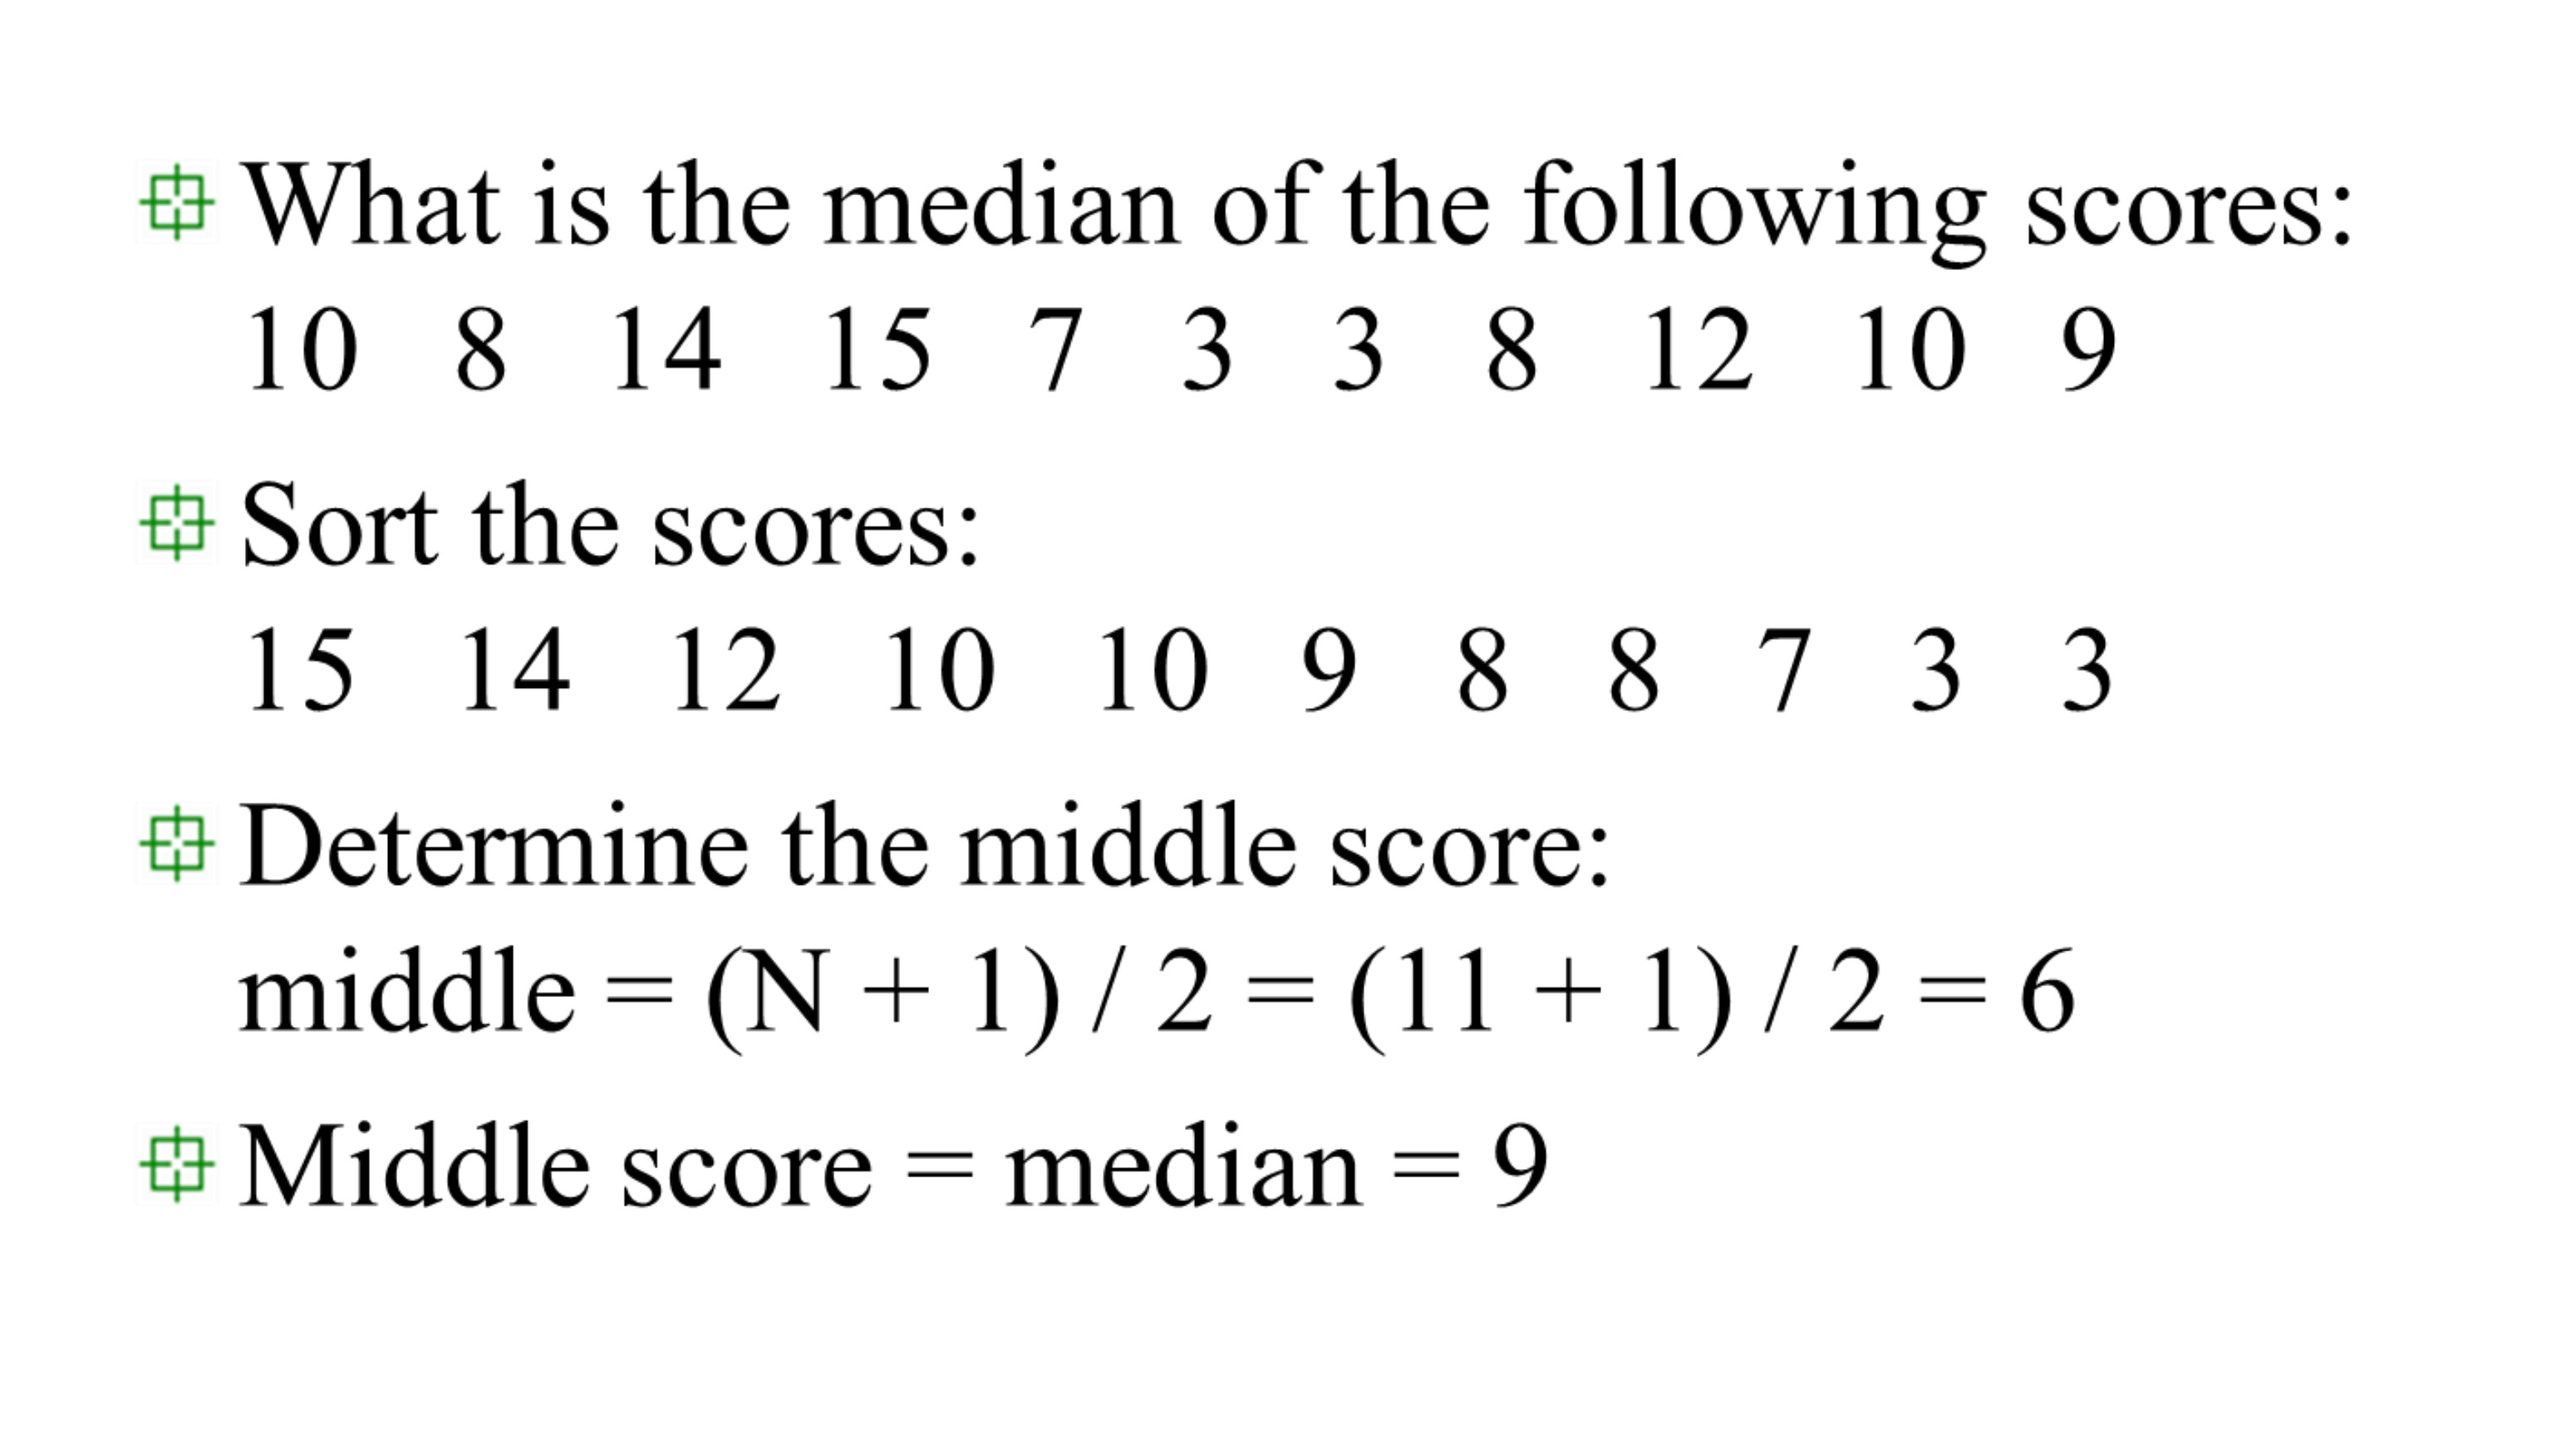 What is the median of the following scores:
10 8 14 15 7 3 3 8 12 10 9
Sort the scores:
15 14 12 10 10 9 8 8 7 3 3
Determine the middle score:
middle = (N + 1) / 2 = (11 + 1) / 2 = 6
Middle score = median = 9